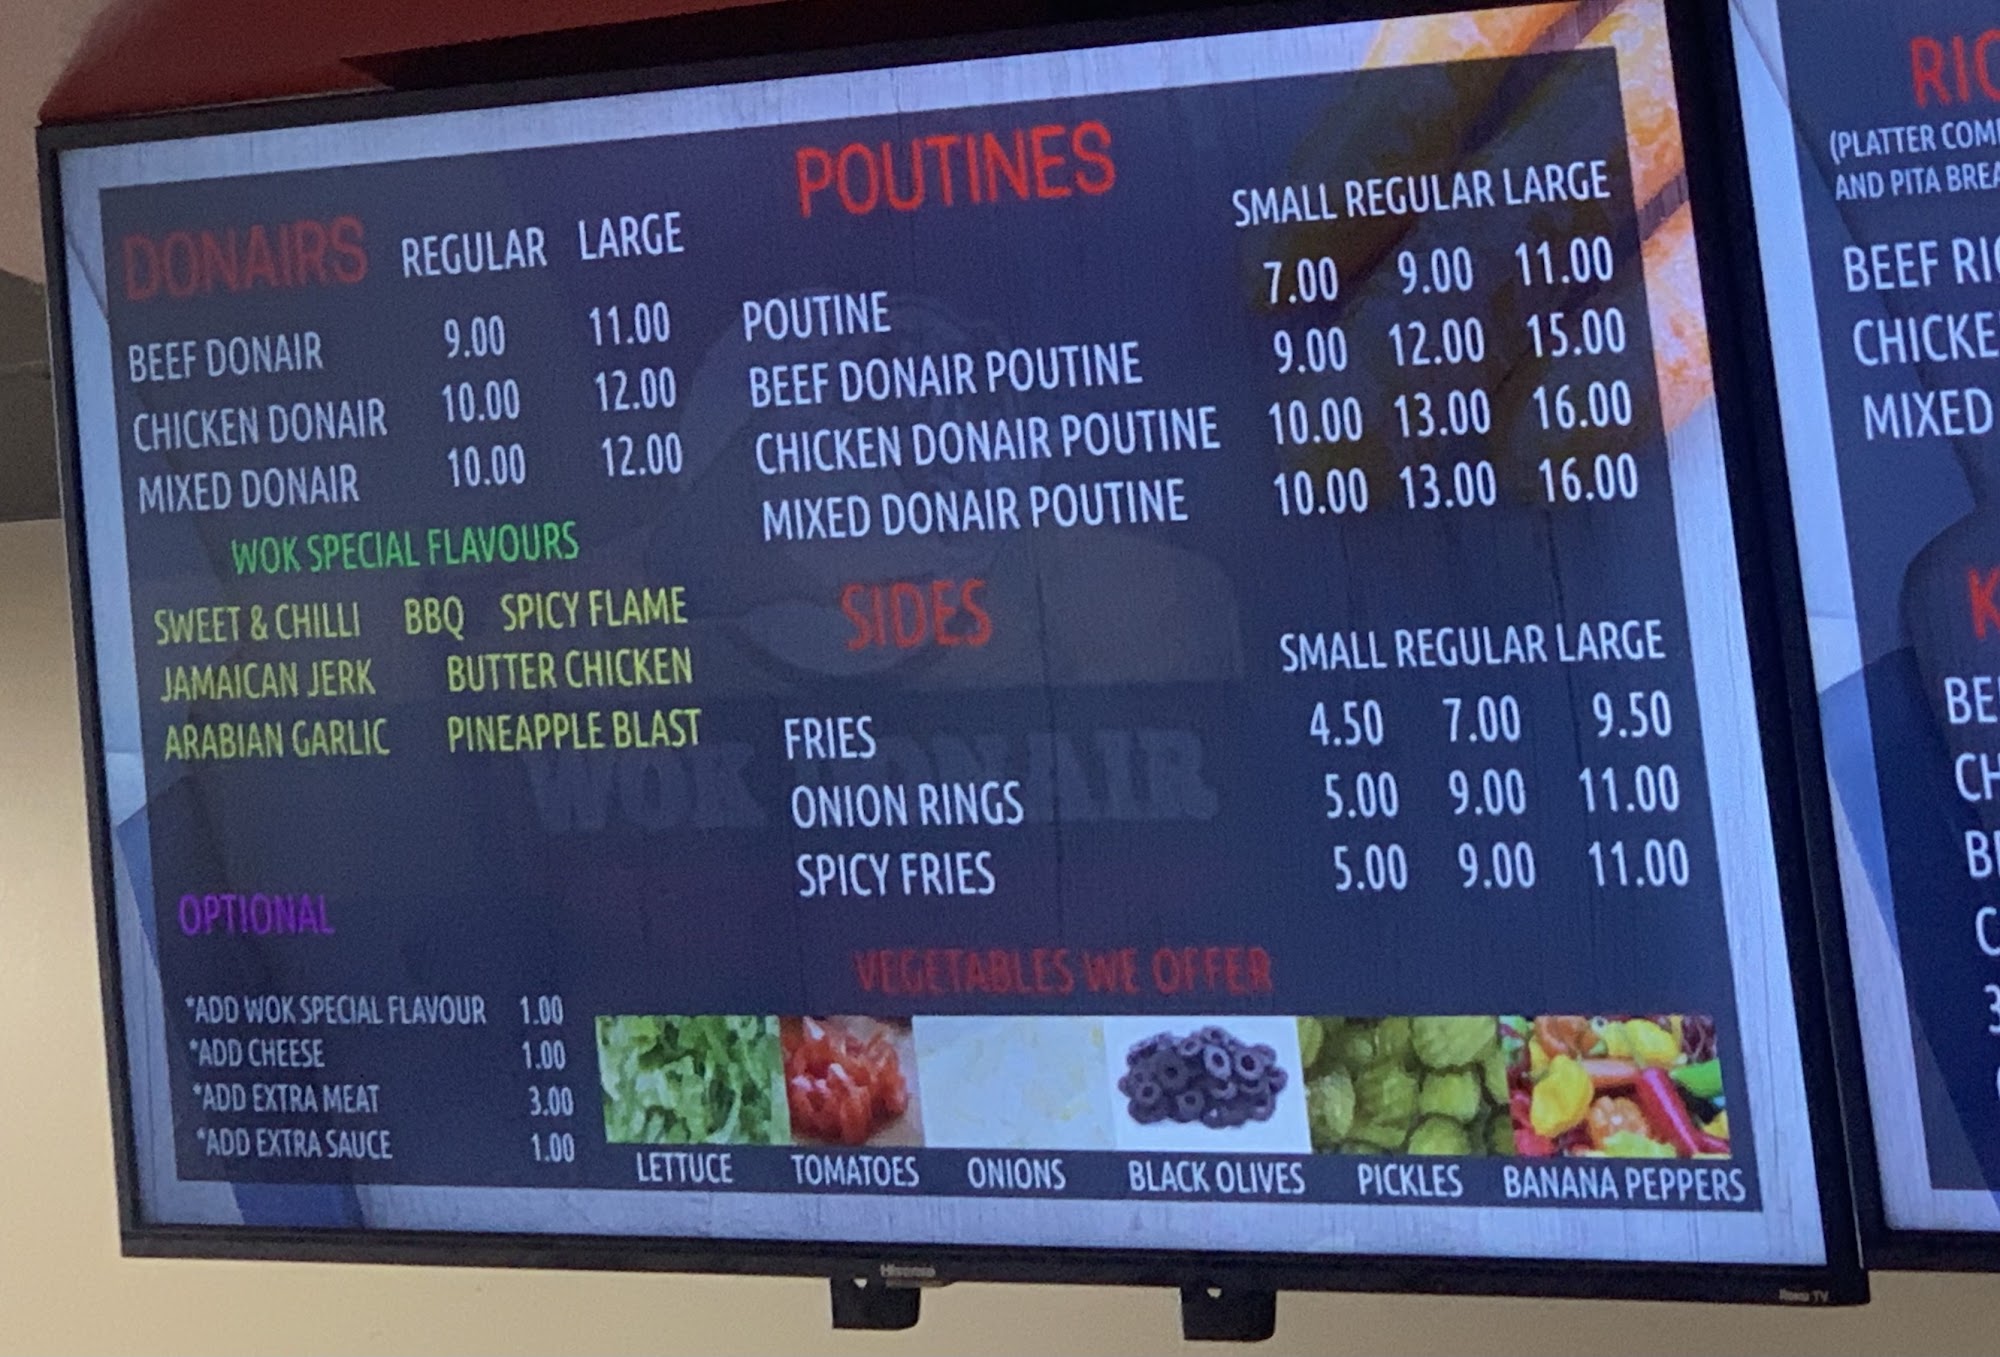 DONAIRS REGULAR LARGE
BEEF DONAIR 9.00 11.00
CHICKEN DONAIR 10.00 12.00
MIXED DONAIR 10.00 12.00
WOK SPECIAL FLAVOURS
SWEET & CHILLI BBQ SPICY FLAME
JAMAICAN JERK BUTTER CHICKEN
ARABIAN GARLIC PINEAPPLE BLAST
OPTIONAL
*ADD WOK SPECIAL FLAVOUR 1.00
*ADD CHEESE 1.00
*ADD EXTRA MEAT 3.00
*ADD EXTRA SAUCE 1.00
POUTINES
SMALL REGULAR LARGE
POUTINE 7.00 9.00 11.00
BEEF DONAIR POUTINE 9.00 12.00 15.00
CHICKEN DONAIR POUTINE 10.00 13.00 16.00
MIXED DONAIR POUTINE 10.00 13.00 16.00
SIDES
SMALL REGULAR LARGE
FRIES 4.50 7.00 9.50
ONION RINGS 5.00 9.00 11.00
SPICY FRIES 5.00 9.00 11.00
WOK DONAIR
VEGETABLES WE OFFER
LETTUCE TOMATOES ONIONS BLACK OLIVES PICKLES BANANA PEPPERS
Hisense
Roku TV
(PLATTER
AND PITA
BEEF
MIXED